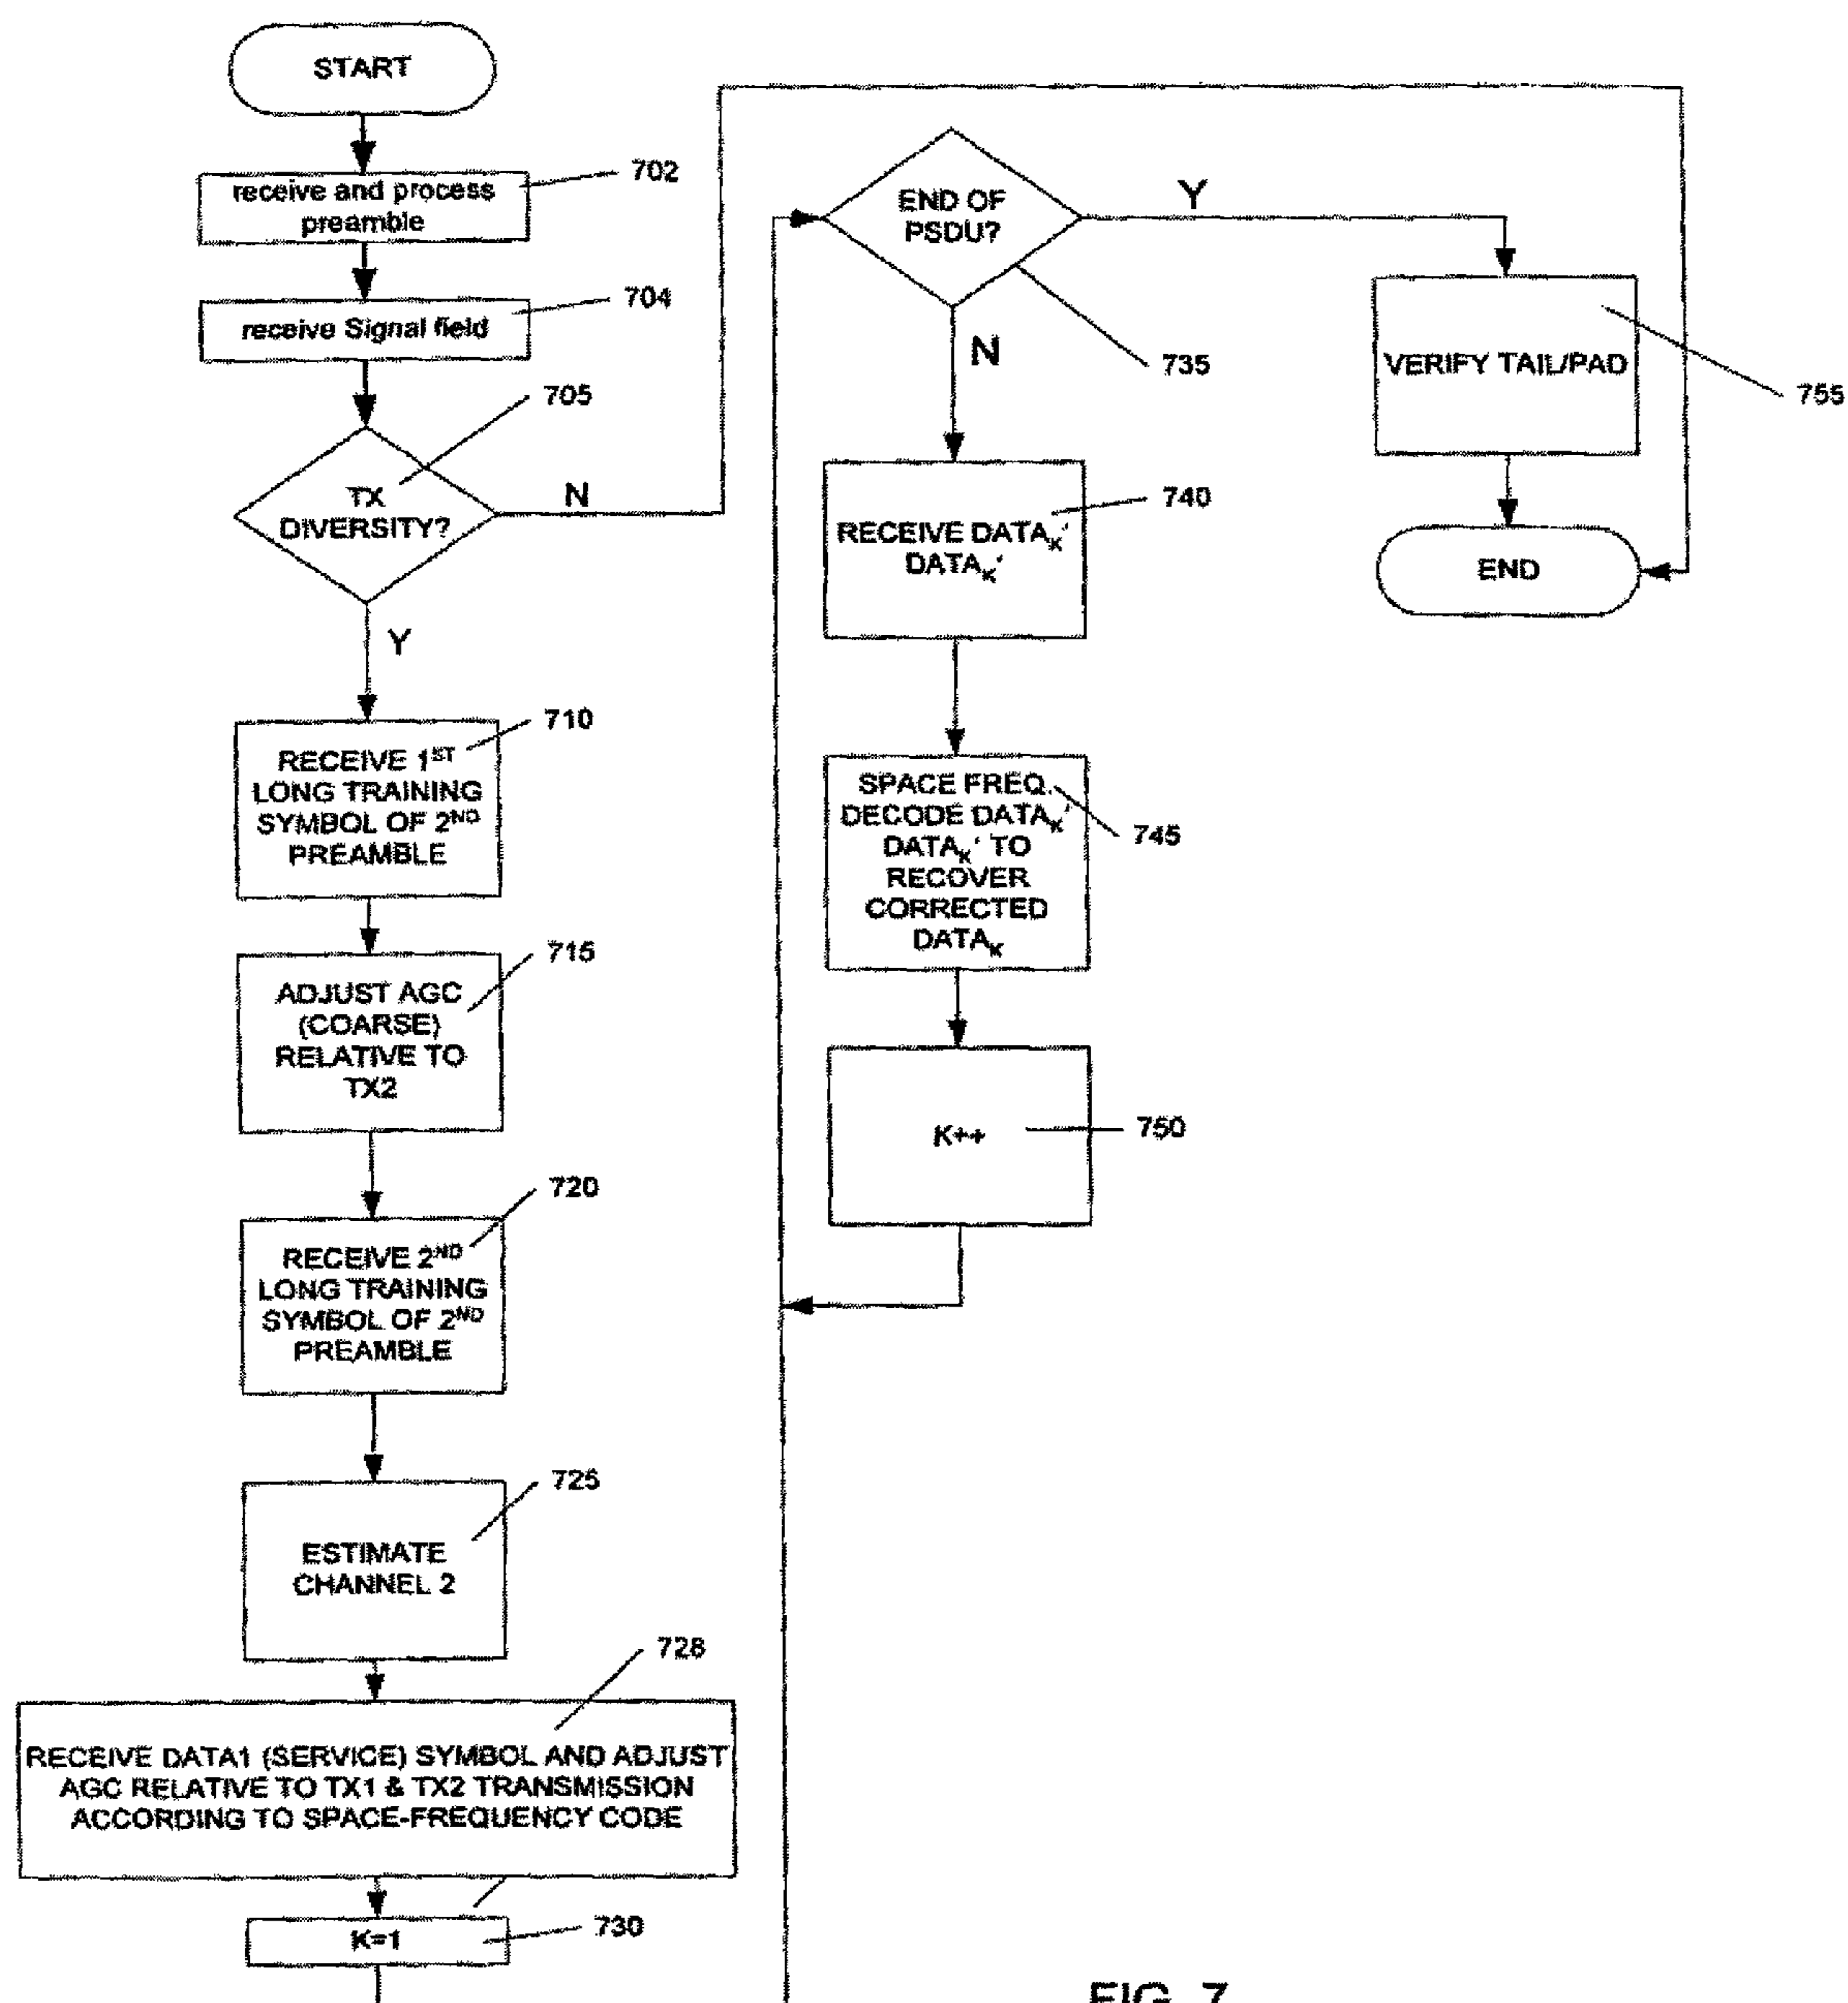 START
receive and process
preamble
702
receive Signal field
704
705
TX
DIVERSITY?
N
Y
RECEIVE 1ST
LONG TRAINING
SYMBOL OF 2ND
PREAMBLE
710
ADJUST AGC
(COARSE)
RELATIVE TO
TX2
715
RECEIVE 2ND
LONG TRAINING
SYMBOL OF 2ND
PREAMBLE
720
ESTIMATE
CHANNEL 2
725
728
RECEIVE DATA1 (SERVICE) SYMBOL AND ADJUST
AGC RELATIVE TO TX1 & TX2 TRANSMISSION
ACCORDING TO SPACE-FREQUENCY CODE
K=1
730
END OF
PSDU?
Y
N
735
RECEIVE DATAK'
DATAK'
740
SPACE FREQ.
DECODE DATAK'
DATAK' TO
RECOVER
CORRECTED
DATAK
745
K++
750
VERIFY TAIL/PAD
755
END
FIG. 7